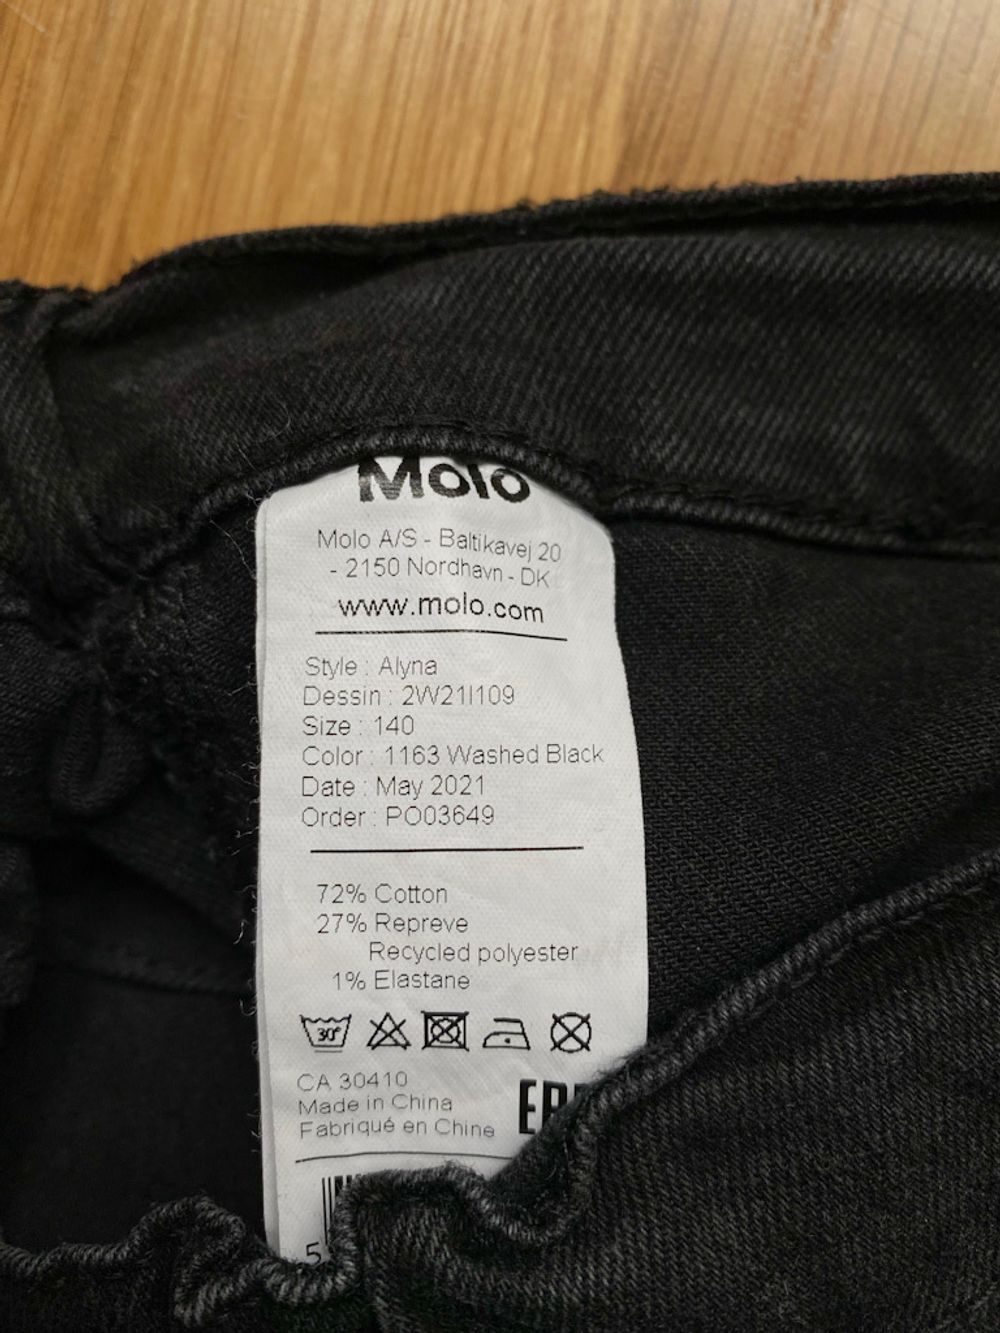 Molo
Molo A/S - Baltikavej 20
- 2150 Nordhavn - DK
www.molo.com
Style : Alyna
Dessin : 2W21I109
Size : 140
Color : 1163 Washed Black
Date : May 2021
Order : PO03649
72% Cotton
27% Repreve
Recycled polyester
1% Elastane
30°
CA 30410
Made in China
Fabriqué en Chine
5